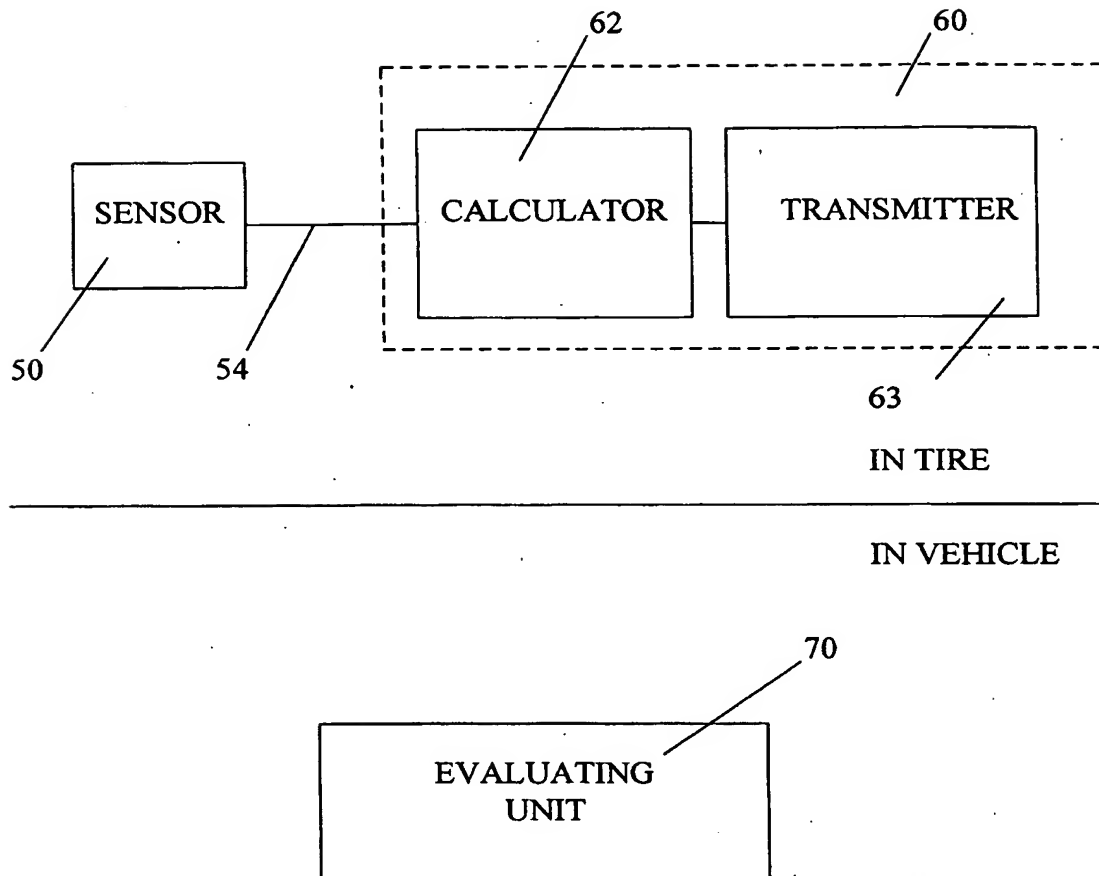 62
60
SENSOR
CALCULATOR
TRANSMITTER
50
54
63
IN TIRE
IN VEHICLE
70
EVALUATING
UNIT